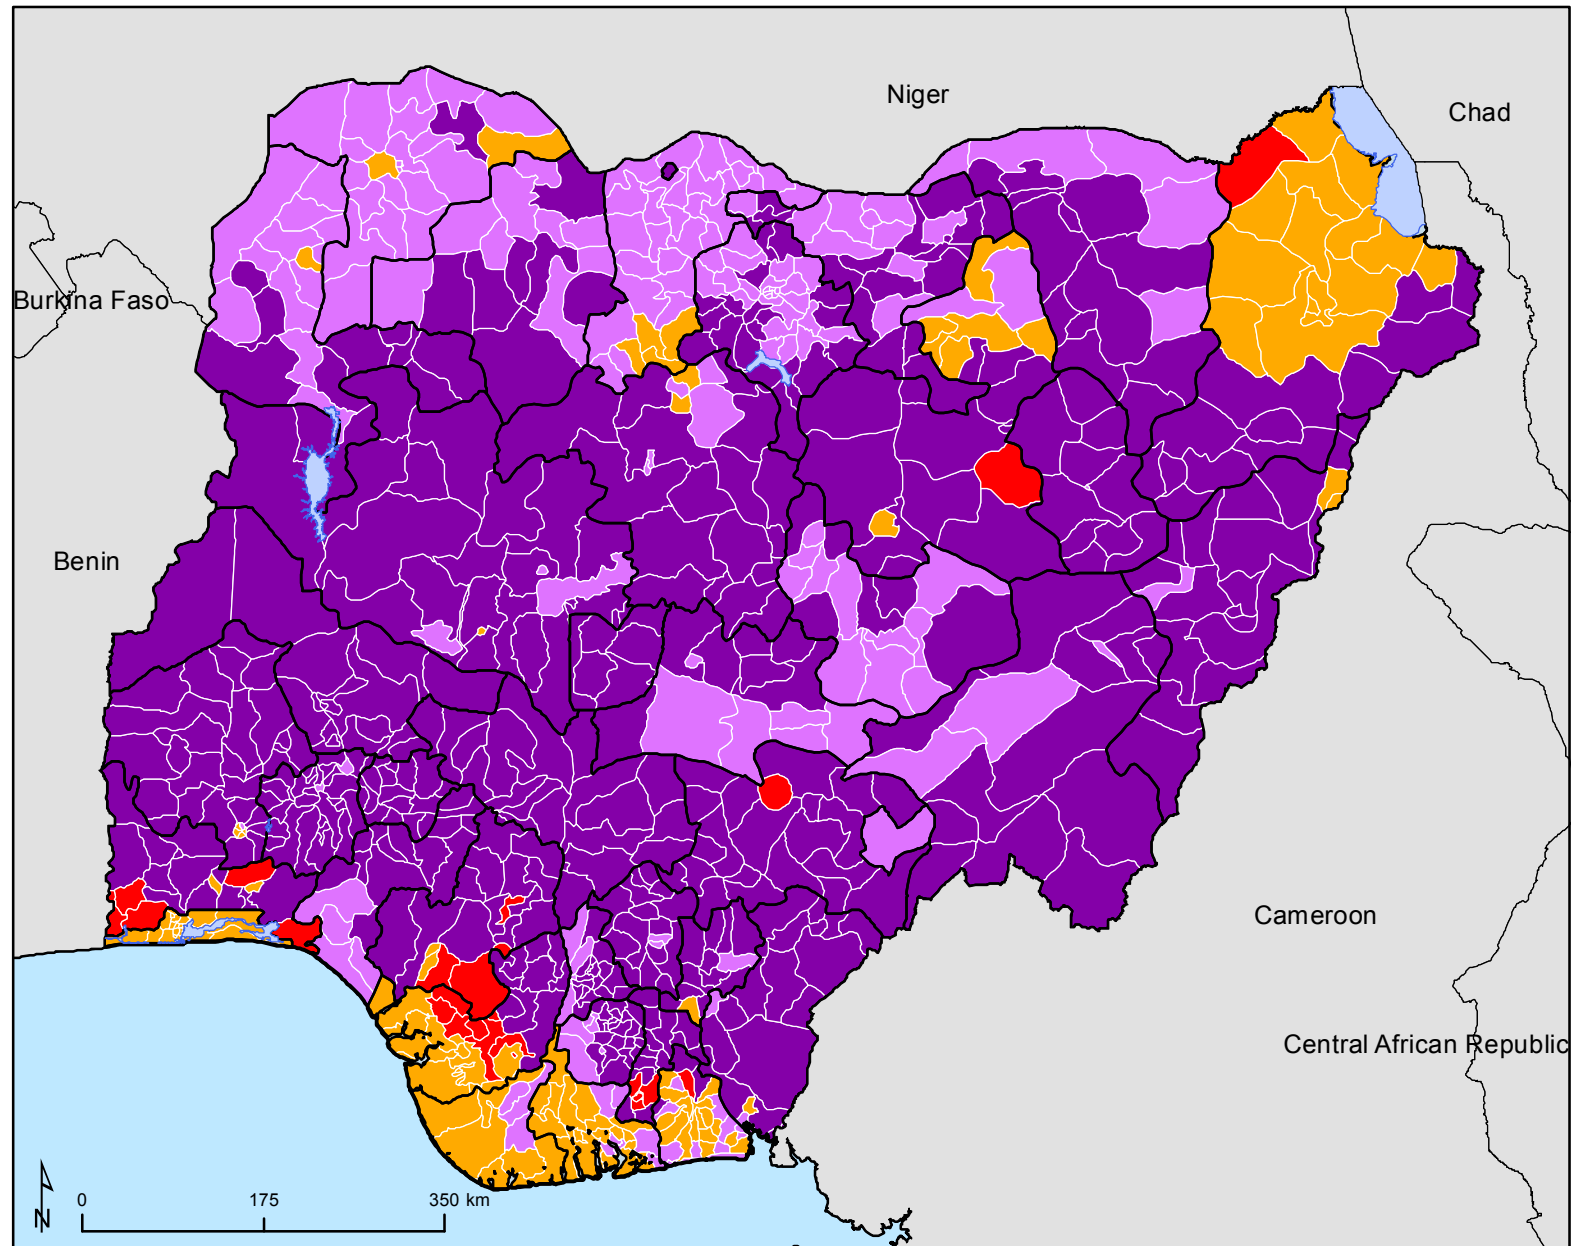 Niger
Chad
Burkina Faso
Benin
Cameroon
Central African Republic
N
0 175 350 km